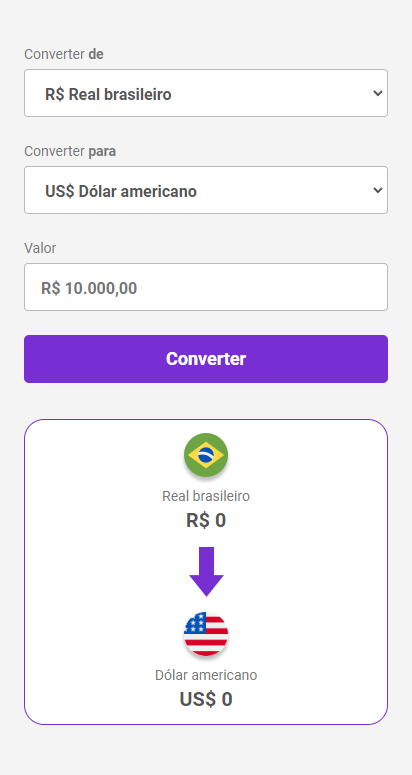 Converter de
R$ Real brasileiro
Converter para
US$ Dólar americano
Valor
R$ 10.000,00
Converter
Real brasileiro
R$ 0
Dólar americano
US$ 0